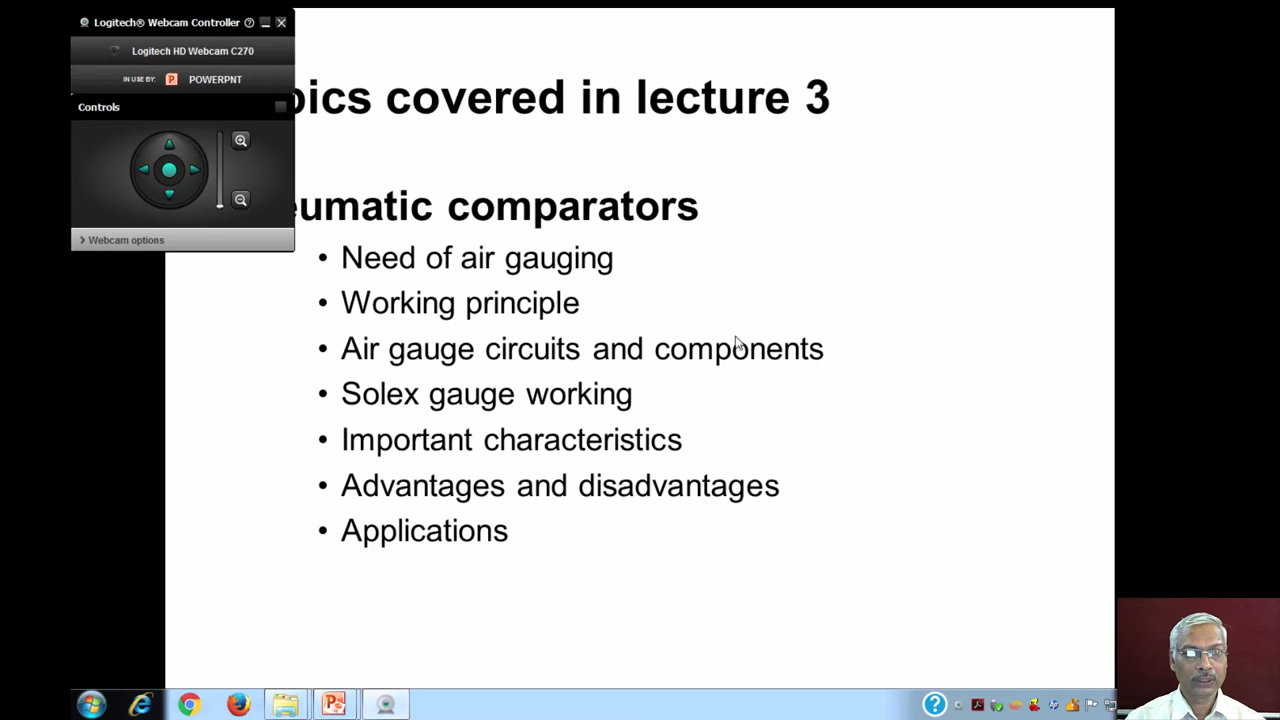 Logitech® Webcam Controller
Logitech HD Webcam C270
IN USE BY: POWERPNT
Controls
Webcam options
pics covered in lecture 3
eumatic comparators
• Need of air gauging
• Working principle
• Air gauge circuits and components
• Solex gauge working
• Important characteristics
• Advantages and disadvantages
• Applications